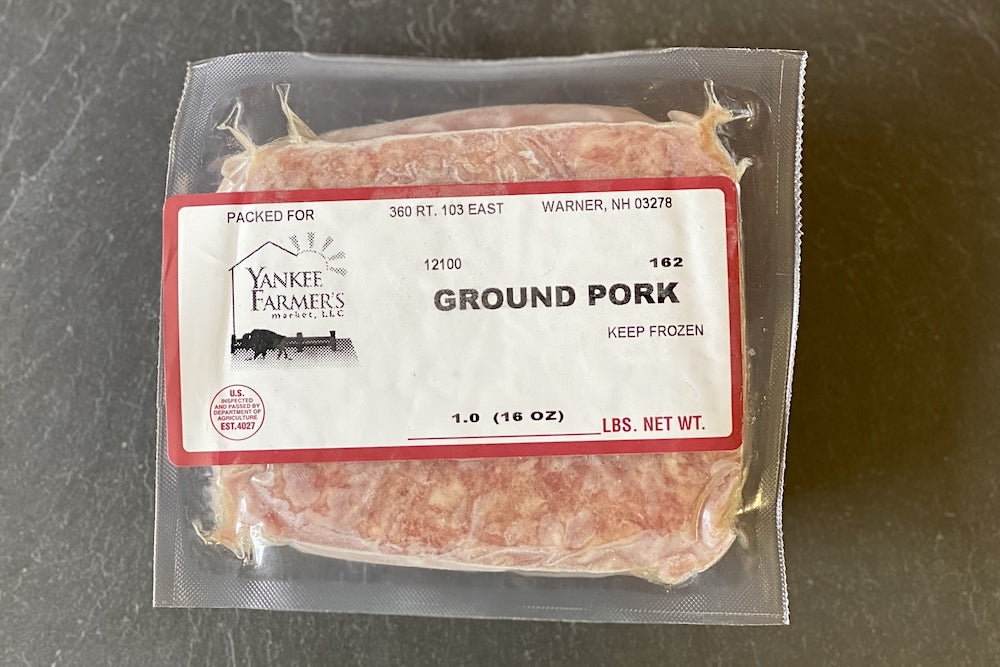 PACKED FOR 360 RT. 103 EAST WARNER, NH 03278
YANKEE
FARMER'S
market, LLC
12100 162
GROUND PORK
KEEP FROZEN
U.S.
INSPECTED
AND PASSED BY
DEPARTMENT OF
AGRICULTURE
EST.4027
1.0 (16 OZ) LBS. NET WT.